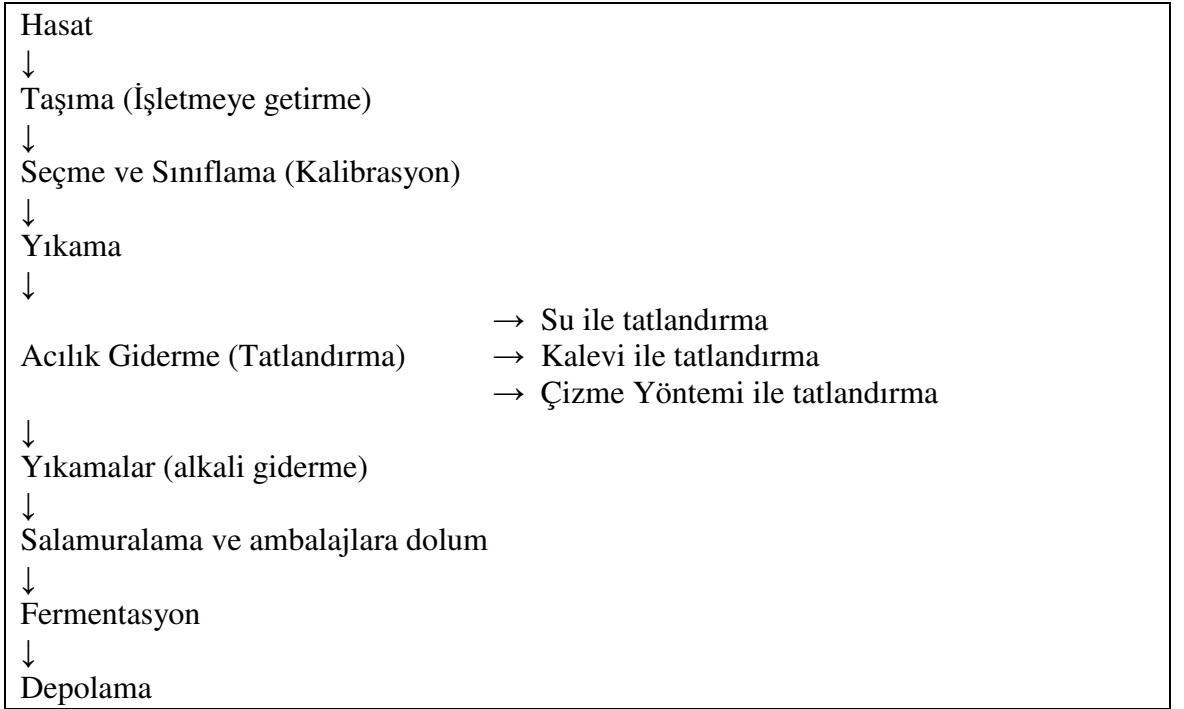 Hasat
↓
Taşıma (İşletmeye getirme)
↓
Seçme ve Sınıflama (Kalibrasyon)
↓
Yıkama
↓
→ Su ile tatlandırma
Acılık Giderme (Tatlandırma) → Kalevi ile tatlandırma
→ Çizme Yöntemi ile tatlandırma
↓
Yıkamalar (alkali giderme)
↓
Salamuralama ve ambalajlara dolum
↓
Fermentasyon
↓
Depolama